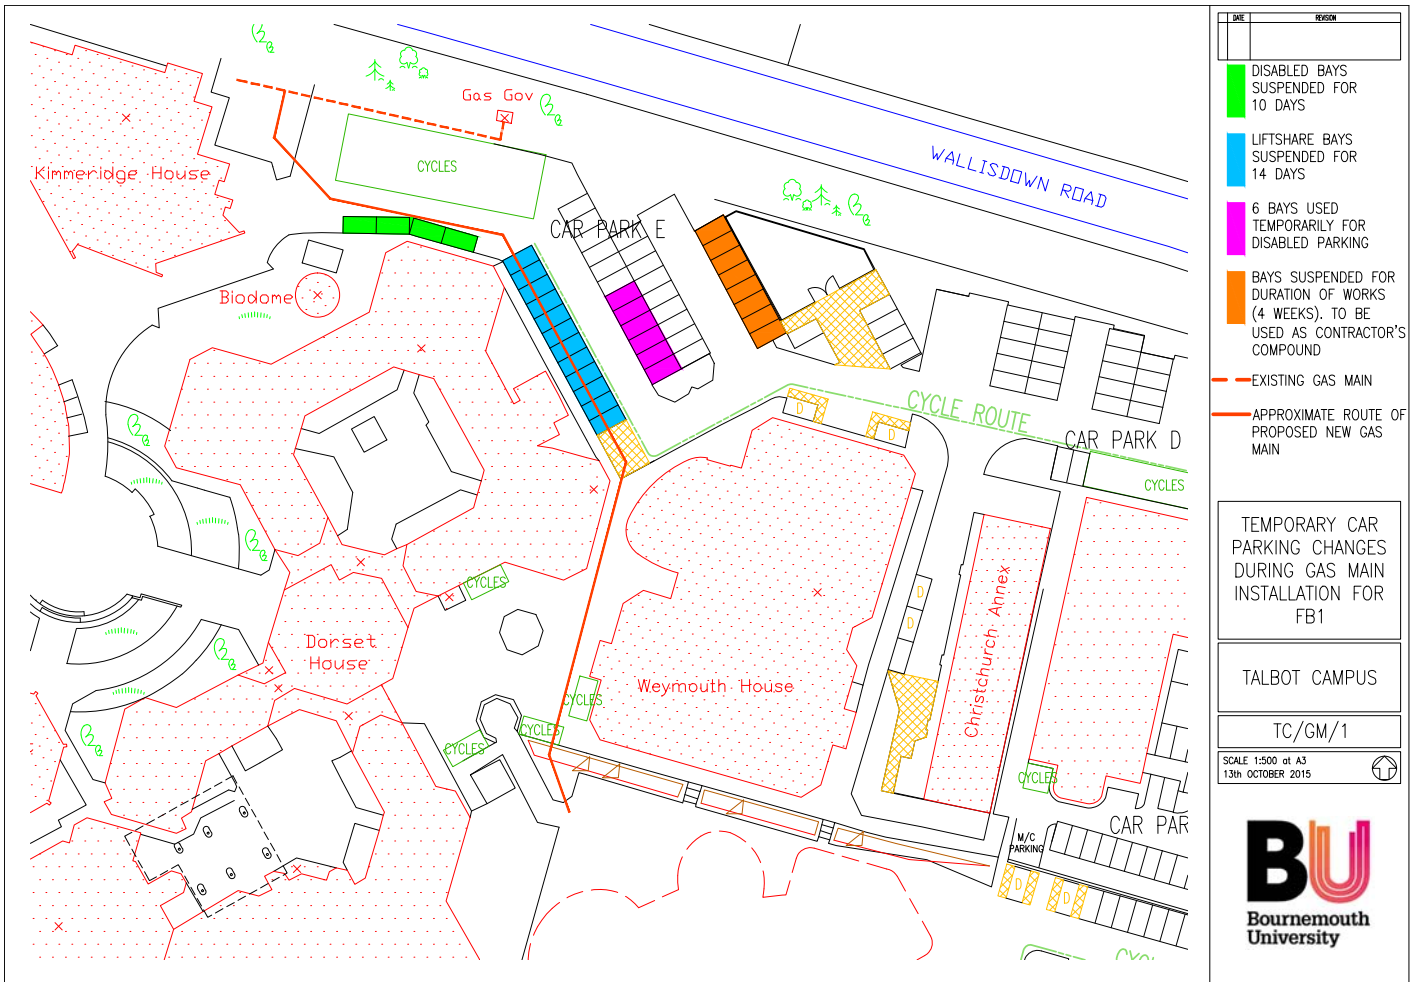 Gas Gov
CYCLES
Kimmeridge House
WALLISDOWN ROAD
CAR PARK E
Biodome
CYCLE ROUTE
D
D
CAR PARK D
CYCLES
CYCLES
D
D
Dorset
House
Christchurch Annex
Weymouth House
CYCLES
CYCLES
CYCLES
CYCLES
CAR PAR
M/C
PARKING
D
D
DATE
REVISION
DISABLED BAYS
SUSPENDED FOR
10 DAYS
LIFTSHARE BAYS
SUSPENDED FOR
14 DAYS
6 BAYS USED
TEMPORARILY FOR
DISABLED PARKING
BAYS SUSPENDED FOR
DURATION OF WORKS
(4 WEEKS). TO BE
USED AS CONTRACTOR'S
COMPOUND
EXISTING GAS MAIN
APPROXIMATE ROUTE OF
PROPOSED NEW GAS
MAIN
TEMPORARY CAR
PARKING CHANGES
DURING GAS MAIN
INSTALLATION FOR
FB1
TALBOT CAMPUS
TC/GM/1
SCALE 1:500 at A3
13th OCTOBER 2015
BU
Bournemouth
University